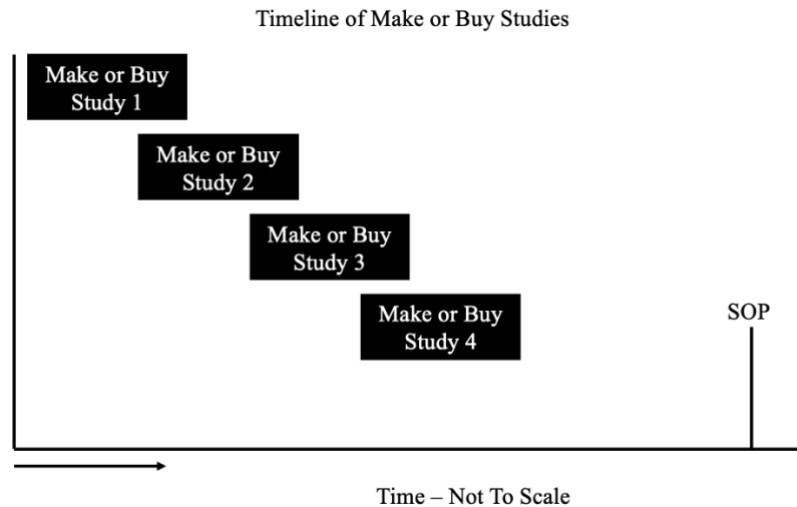 Timeline of Make or Buy Studies
Make or Buy
Study 1
Make or Buy
Study 2
Make or Buy
Study 3
Make or Buy
Study 4
SOP
Time – Not To Scale